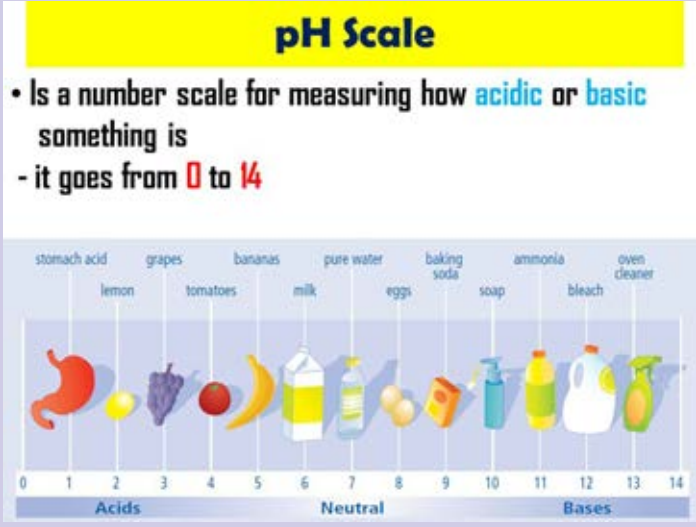 pH Scale
• Is a number scale for measuring how acidic or basic
something is
- it goes from 0 to 14
stomach acid grapes bananas pure water baking soda ammonia oven cleaner
lemon tomatoes milk eggs soap bleach
0 1 2 3 4 5 6 7 8 9 10 11 12 13 14
Acids Neutral Bases